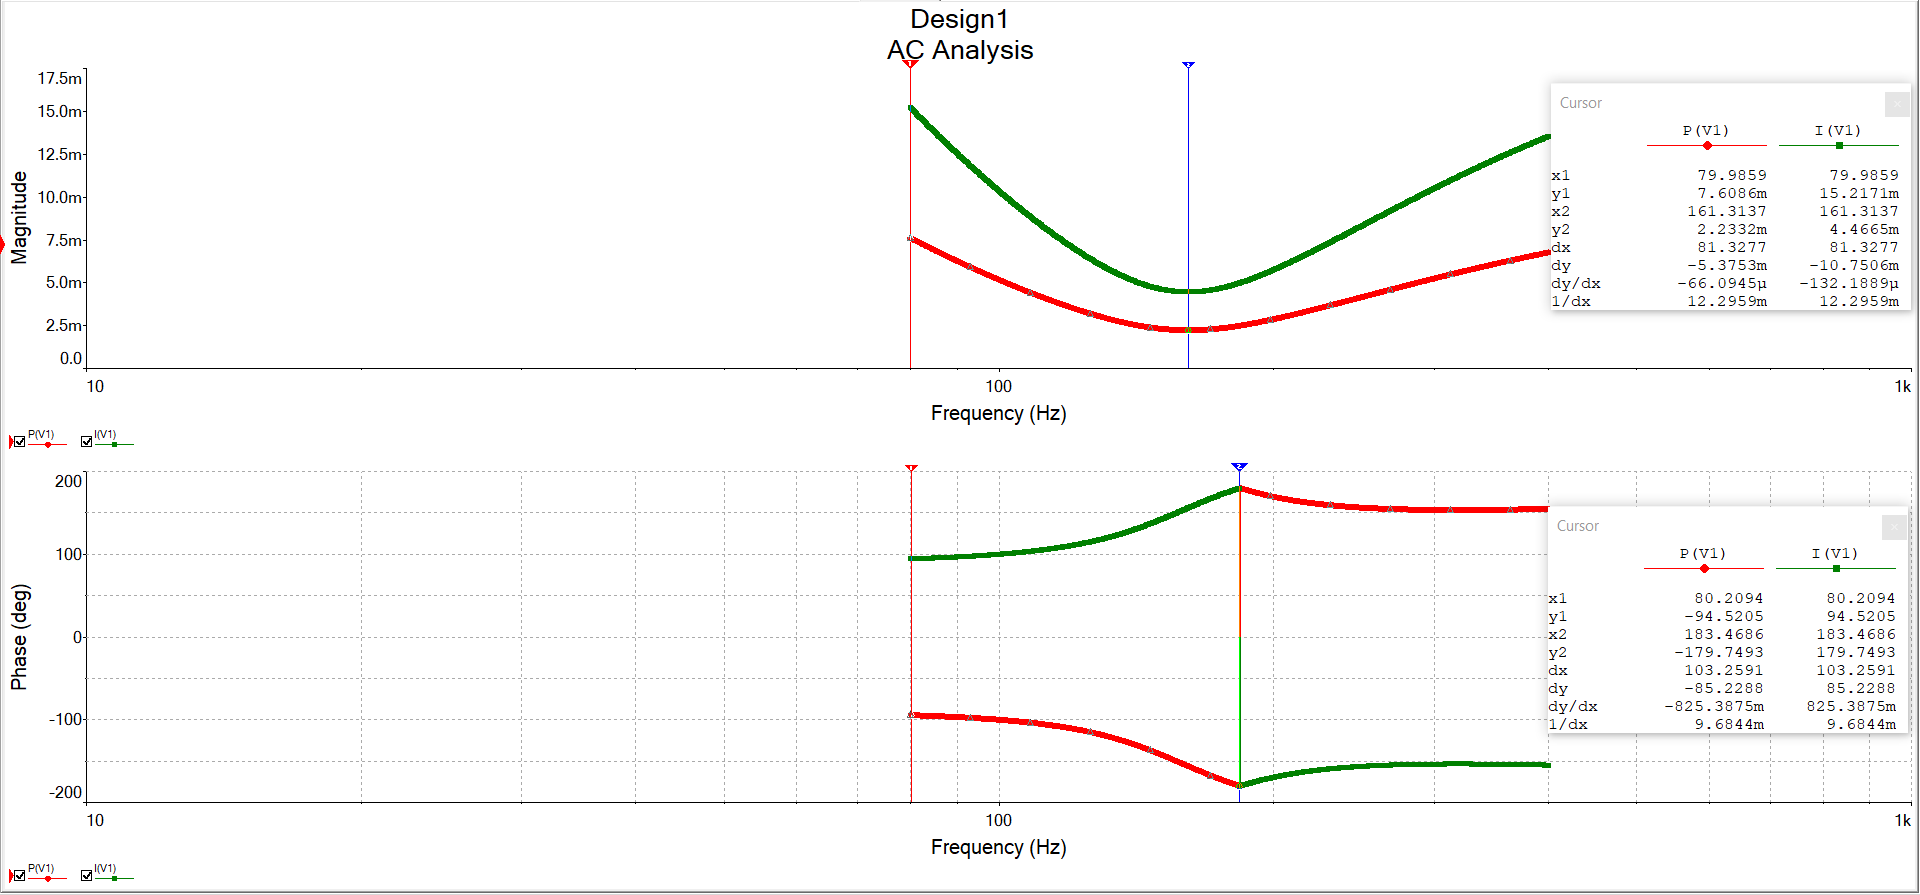 Design1
AC Analysis
17.5m
15.0m
12.5m
10.0m
7.5m
5.0m
2.5m
0.0
Magnitude
10 100 1k
Frequency (Hz)
P(V1) I(V1)
Cursor
P(V1) I(V1)
x1 79.9859 79.9859
y1 7.6086m 15.2171m
x2 161.3137 161.3137
y2 2.2332m 4.4665m
dx 81.3277 81.3277
dy -5.3753m -10.7506m
dy/dx -66.0945µ -132.1889µ
1/dx 12.2959m 12.2959m
200
100
0
-100
-200
Phase (deg)
10 100 1k
Frequency (Hz)
P(V1) I(V1)
Cursor
P(V1) I(V1)
x1 80.2094 80.2094
y1 -94.5205 94.5205
x2 183.4686 183.4686
y2 -179.7493 179.7493
dx 103.2591 103.2591
dy -85.2288 85.2288
dy/dx -825.3875m 825.3875m
1/dx 9.6844m 9.6844m